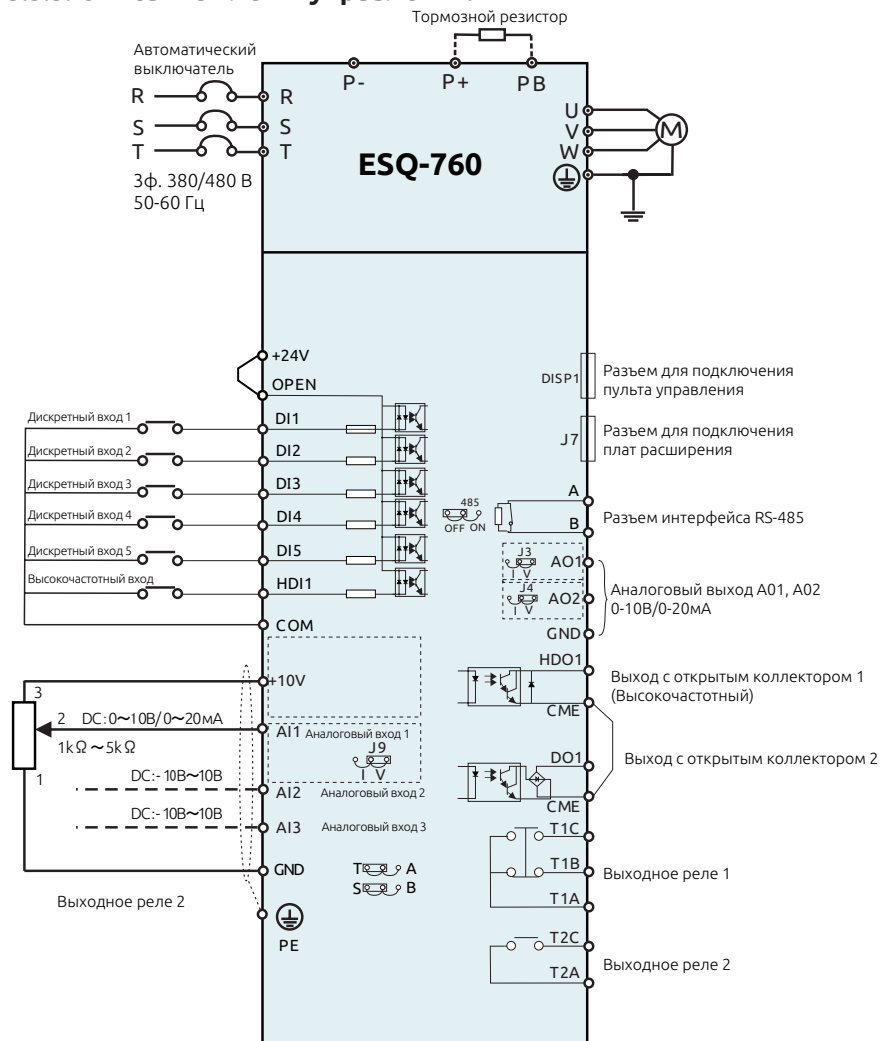 Тормозной резистор
Автоматический
выключатель
P-
P+
PB
R
R
S
S
T
T
U
V
W
M
ESQ-760
3ф. 380/480 В
50-60 Гц
+24V
OPEN
DISP1
Разъем для подключения
пульта управления
Дискретный вход 1
DI1
J7
Разъем для подключения
плат расширения
Дискретный вход 2
DI2
Дискретный вход 3
DI3
Дискретный вход 4
DI4
485
OFF ON
A
B
Разъем интерфейса RS-485
Дискретный вход 5
DI5
J3
I V
AO1
Высокочастотный вход
HDI1
J4
I V
AO2
Аналоговый выход A01, A02
0-10В/0-20мА
COM
GND
+10V
HDO1
Выход с открытым коллектором 1
(Высокочастотный)
CME
3
2
DC:0～10В/0～20мА
1kΩ～5kΩ
1
AI1
Аналоговый вход 1
J9
I V
DO1
Выход с открытым коллектором 2
CME
DC:-10В～10В
AI2
Аналоговый вход 2
DC:-10В～10В
AI3
Аналоговый вход 3
T1C
T1B
Выходное реле 1
T1A
GND
T
A
S
B
Выходное реле 2
PE
T2C
Выходное реле 2
T2A